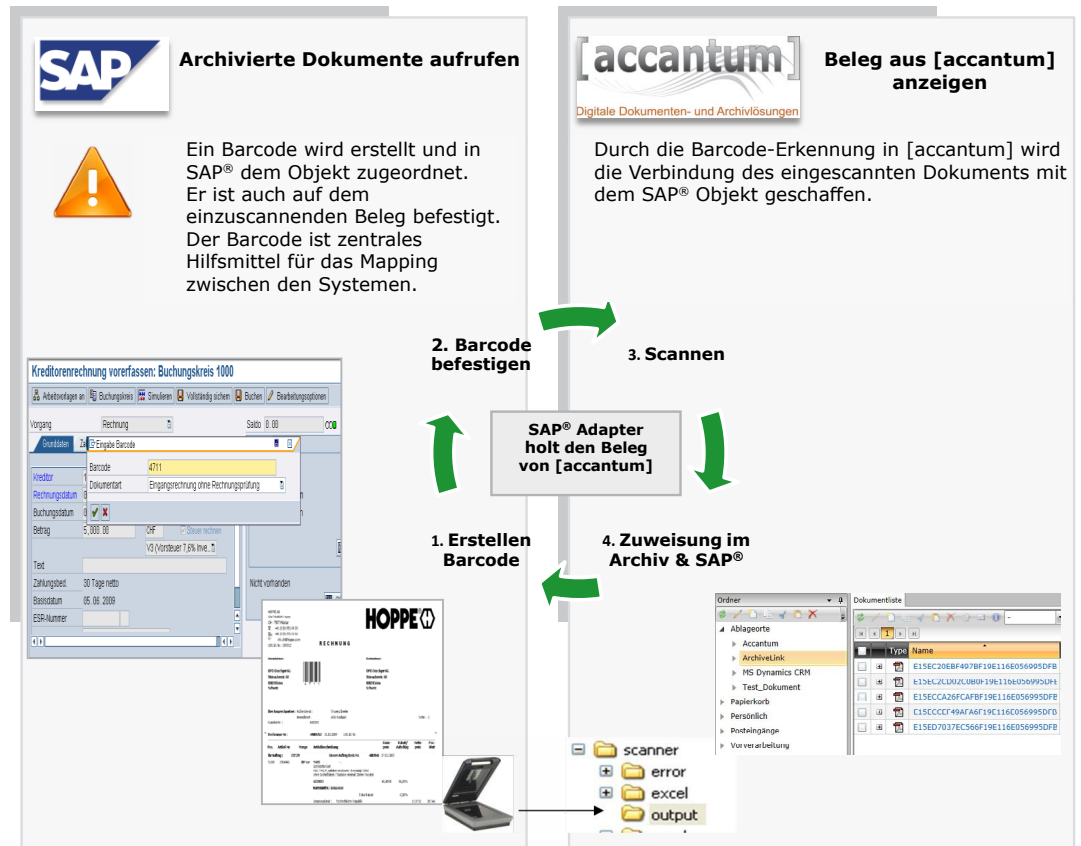 SAP
Archivierte Dokumente aufrufen
Ein Barcode wird erstellt und in
SAP® dem Objekt zugeordnet.
Er ist auch auf dem
einzuscannenden Beleg befestigt.
Der Barcode ist zentrales
Hilfsmittel für das Mapping
zwischen den Systemen.
[accantum]
Digitale Dokumenten- und Archivlösungen
Beleg aus [accantum]
anzeigen
Durch die Barcode-Erkennung in [accantum] wird
die Verbindung des eingescannten Dokuments mit
dem SAP® Objekt geschaffen.
2. Barcode
befestigen
3. Scannen
SAP® Adapter
holt den Beleg
von [accantum]
1. Erstellen
Barcode
4. Zuweisung im
Archiv & SAP®
Kreditorenrechnung vorerfassen: Buchungskreis 1000
Arbeitsvorlagen an Buchungskreis Simulieren Vollständig sichern Buchen Bearbeitungsoptionen
Vorgang Rechnung Saldo 0.00
Grunddaten
Eingabe Barcode
Barcode 4711
Dokumentart Eingangsrechnung ohne Rechnungsprüfung
Kreditor
Rechnungsdatum
Buchungsdatum
Betrag 5,000.00 CHF Steuer rechnen
V3 (Vorsteuer 7,6% Inve..
Text
Zahlungsbed. 30 Tage netto
Nicht vorhanden
Basisdatum 05.06.2009
ESR-Nummer
HOPPE
RECHNUNG
4711
Ordner
Ablageorte
Accantum
ArchiveLink
MS Dynamics CRM
Test_Dokument
Papierkorb
Persönlich
Posteingänge
Vorverarbeitung
Dokumentliste
1
Type Name
E15EC20EBF497BF19E116E056995DFB
E15EC2CD02C0B0F19E116E056995DFE
E15ECCA26FCAFBF19E116E056995DFB
E15ED7037EC566F19E116E056995DFB
scanner
error
excel
output